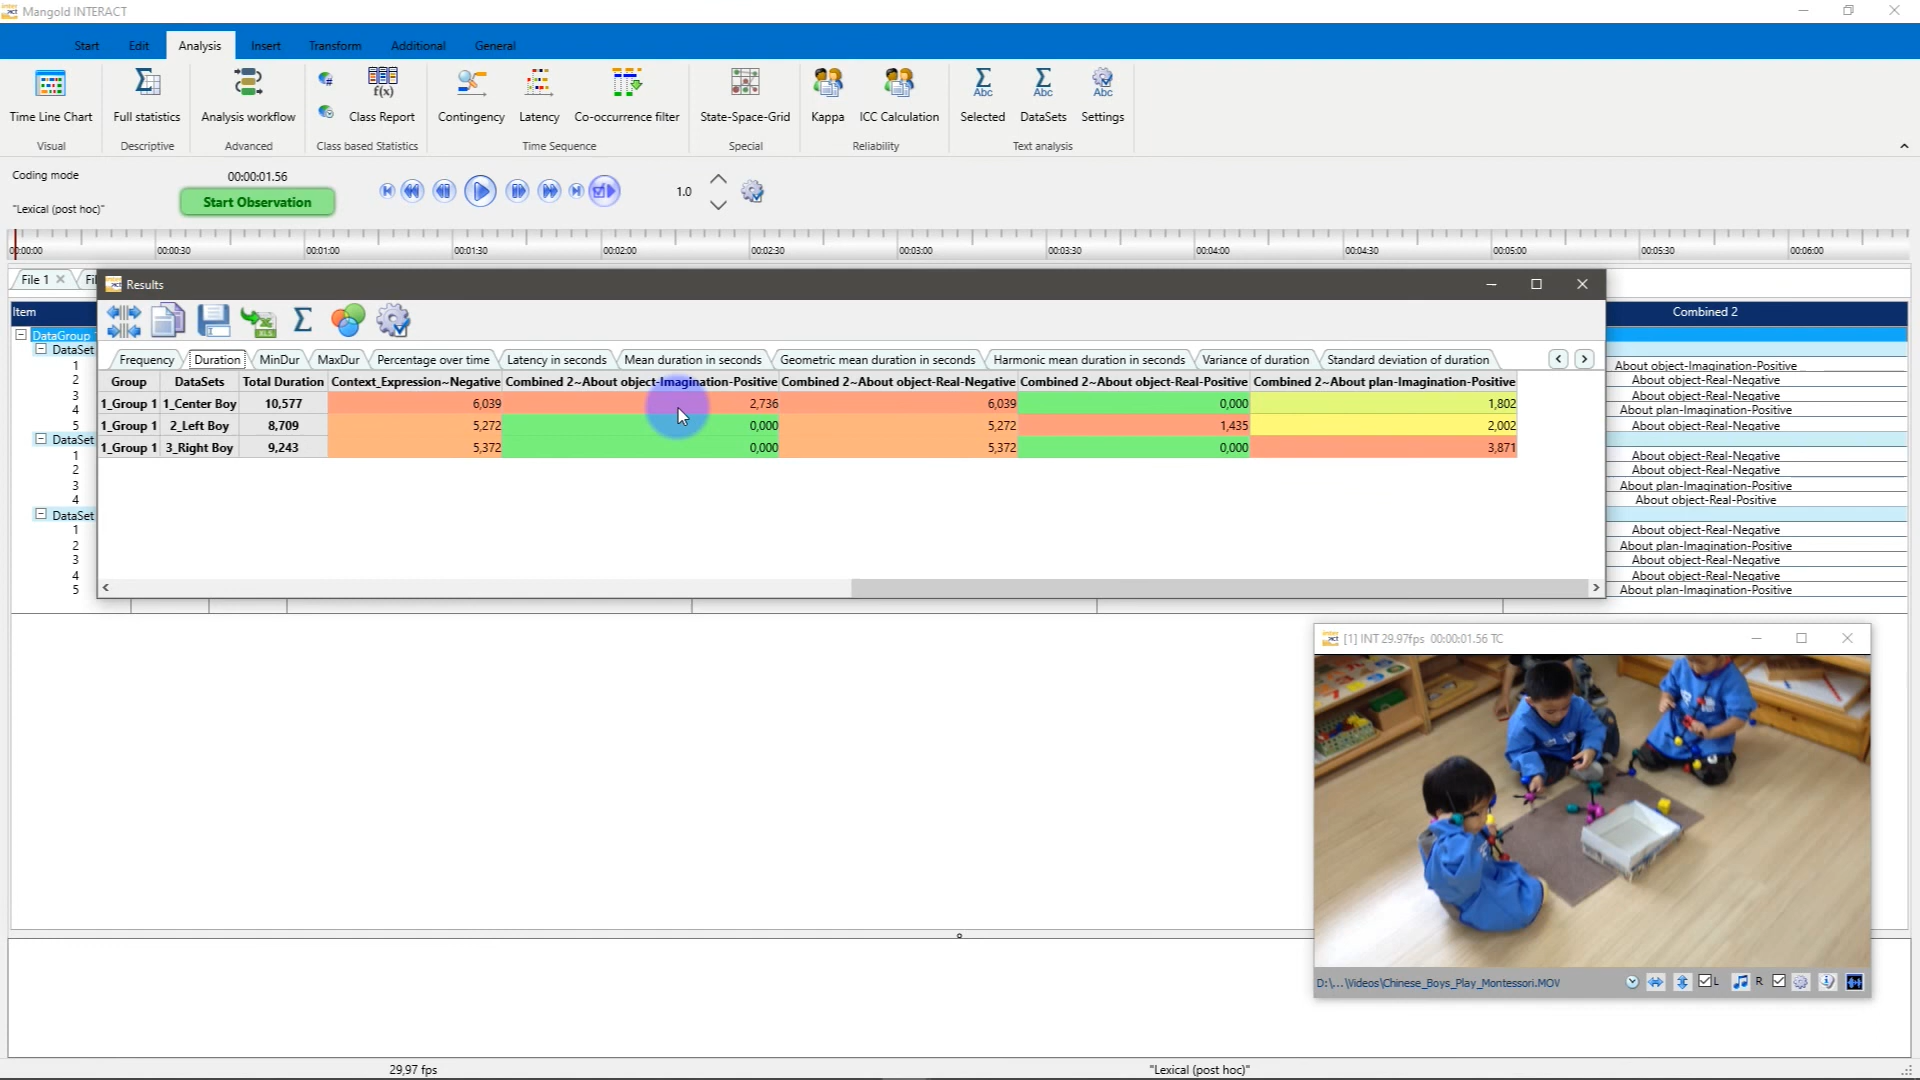 Mangold INTERACT
Start Edit Analysis Insert Transform Additional General
Time Line Chart Full statistics Analysis workflow Class Report Contingency Latency Co-occurrence filter State-Space-Grid Kappa ICC Calculation Selected DataSets Settings
Visual Descriptive Advanced Class based Statistics Time Sequence Special Reliability Text analysis
Coding mode
"Lexical (post hoc)"
00:00:01.56
Start Observation
1.0
00:00:00 00:00:30 00:01:00 00:01:30 00:02:00 00:02:30 00:03:00 00:03:30 00:04:00 00:04:30 00:05:00 00:05:30 00:06:00
File 1
Results
Frequency Duration MinDur MaxDur Percentage over time Latency in seconds Mean duration in seconds Geometric mean duration in seconds Harmonic mean duration in seconds Variance of duration Standard deviation of duration
Group DataSets Total Duration Context_Expression~Negative Combined 2~About object-Imagination-Positive Combined 2~About object-Real-Negative Combined 2~About object-Real-Positive Combined 2~About plan-Imagination-Positive
1_Group 1 1_Center Boy 10,577 6,039 2,736 6,039 0,000 1,802
1_Group 1 2_Left Boy 8,709 5,272 0,000 5,272 1,435 2,002
1_Group 1 3_Right Boy 9,243 5,372 0,000 5,372 0,000 3,871
Item Combined 2
DataGroup
DataSet
1 About object-Imagination-Positive
2 About object-Real-Negative
3 About object-Real-Negative
4 About plan-Imagination-Positive
5 About object-Real-Negative
DataSet
1 About object-Real-Negative
2 About object-Real-Negative
3 About plan-Imagination-Positive
4 About object-Real-Positive
DataSet
1 About object-Real-Negative
2 About plan-Imagination-Positive
3 About object-Real-Negative
4 About object-Real-Negative
5 About plan-Imagination-Positive
[1] INT 29.97fps 00:00:01.56 TC
D:\...\Videos\Chinese_Boys_Play_Montessori.MOV
L R
29,97 fps
"Lexical (post hoc)"